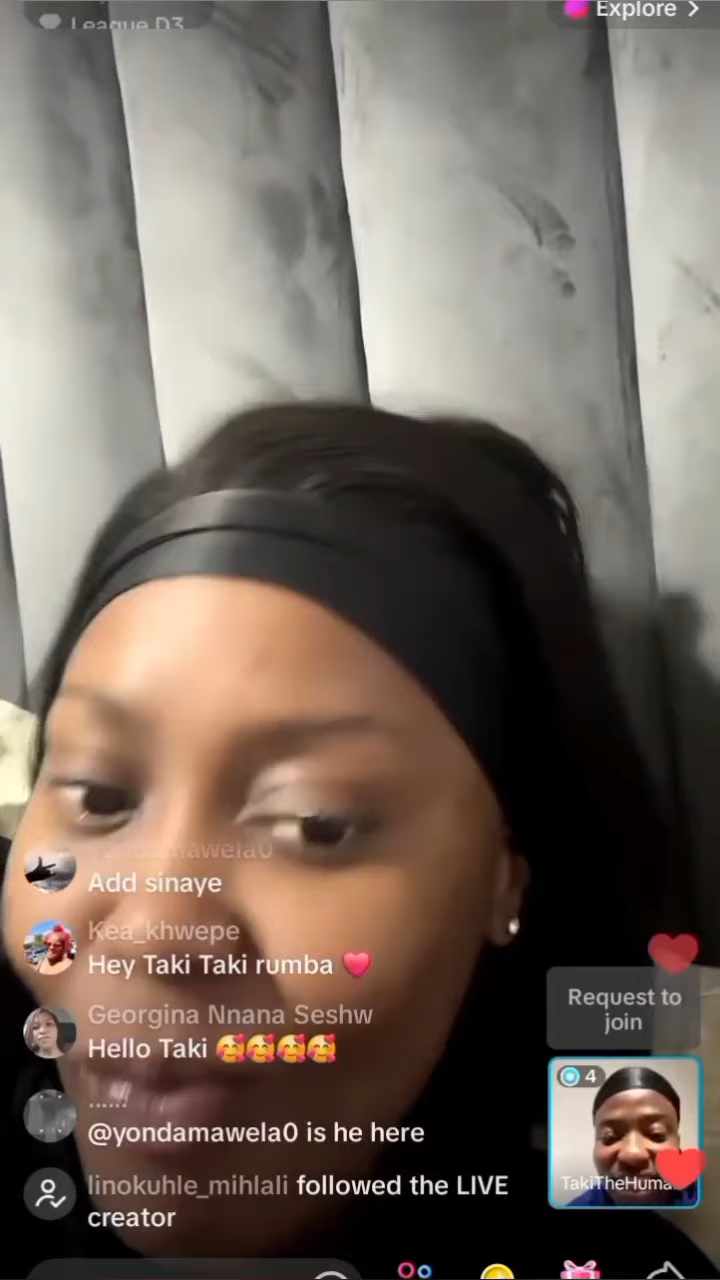 League D3
Explore >
Add sinaye
Kea_khwepe
Hey Taki Taki rumba ❤️
Georgina Nnana Seshw
Hello Taki 🥰🥰🥰🥰
......
@yondamawela0 is he here
linokuhle_mihlali followed the LIVE
creator
Request to
join
4
TakiTheHuma